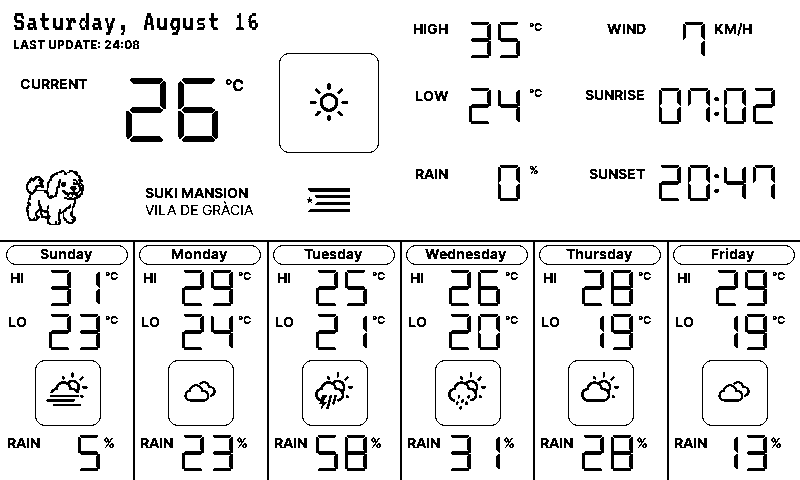 Saturday, August 16
LAST UPDATE: 24:08
CURRENT 26 °C
SUKI MANSION
VILA DE GRÀCIA
HIGH 35 °C
LOW 24 °C
RAIN 0 %
WIND 7 KM/H
SUNRISE 07:02
SUNSET 20:47
Sunday
HI 31 °C
LO 23 °C
RAIN 5 %
Monday
HI 29 °C
LO 24 °C
RAIN 23 %
Tuesday
HI 25 °C
LO 21 °C
RAIN 58 %
Wednesday
HI 26 °C
LO 20 °C
RAIN 31 %
Thursday
HI 28 °C
LO 19 °C
RAIN 28 %
Friday
HI 29 °C
LO 19 °C
RAIN 13 %